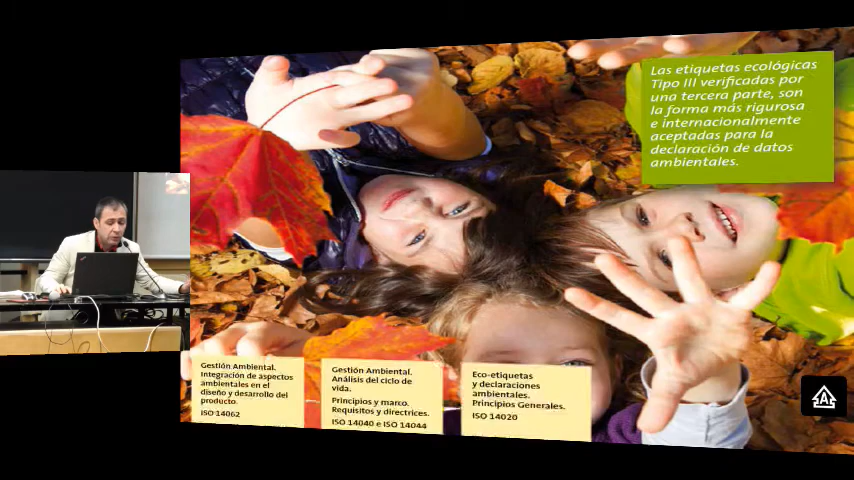 Las etiquetas ecológicas
Tipo III verificadas por
una tercera parte, son
la forma más rigurosa
e internacionalmente
aceptadas para la
declaración de datos
ambientales.
Gestión Ambiental.
Integración de aspectos
ambientales en el
diseño y desarrollo del
producto.
ISO 14062
Gestión Ambiental.
Análisis del ciclo de
vida.
Principios y marco.
Requisitos y directrices.
ISO 14040 e ISO 14044
Eco-etiquetas
y declaraciones
ambientales.
Principios Generales.
ISO 14020
A